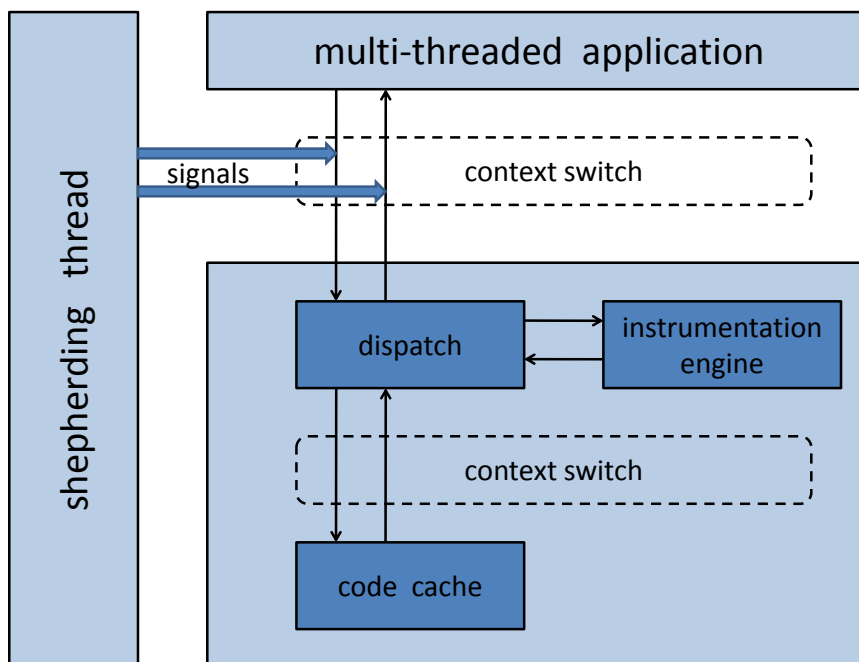 multi-threaded application
shepherding thread
signals
context switch
dispatch
instrumentation
engine
context switch
code cache